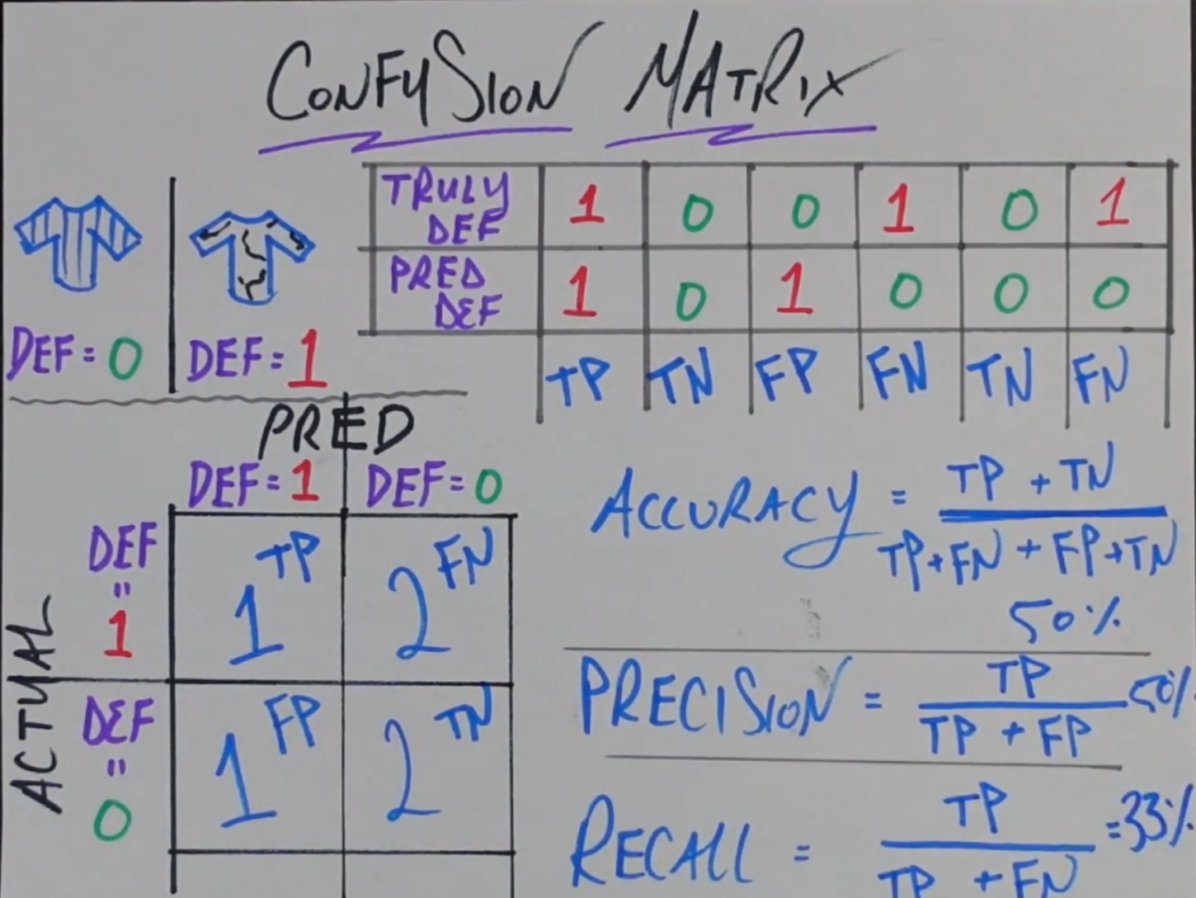 CONFUSION MATRIX
TRULY DEF 1 0 0 1 0 1
PRED DEF 1 0 1 0 0 0
TP TN FP FN TN FN
DEF = 0
DEF = 1
PRED
DEF = 1 DEF = 0
ACTUAL
DEF = 1
1 TP
2 FN
DEF = 0
1 FP
2 TN
ACCURACY = TP + TN
TP + FN + FP + TN
50%
PRECISION = TP 50%
TP + FP
RECALL = TP = 33%
TP + FN